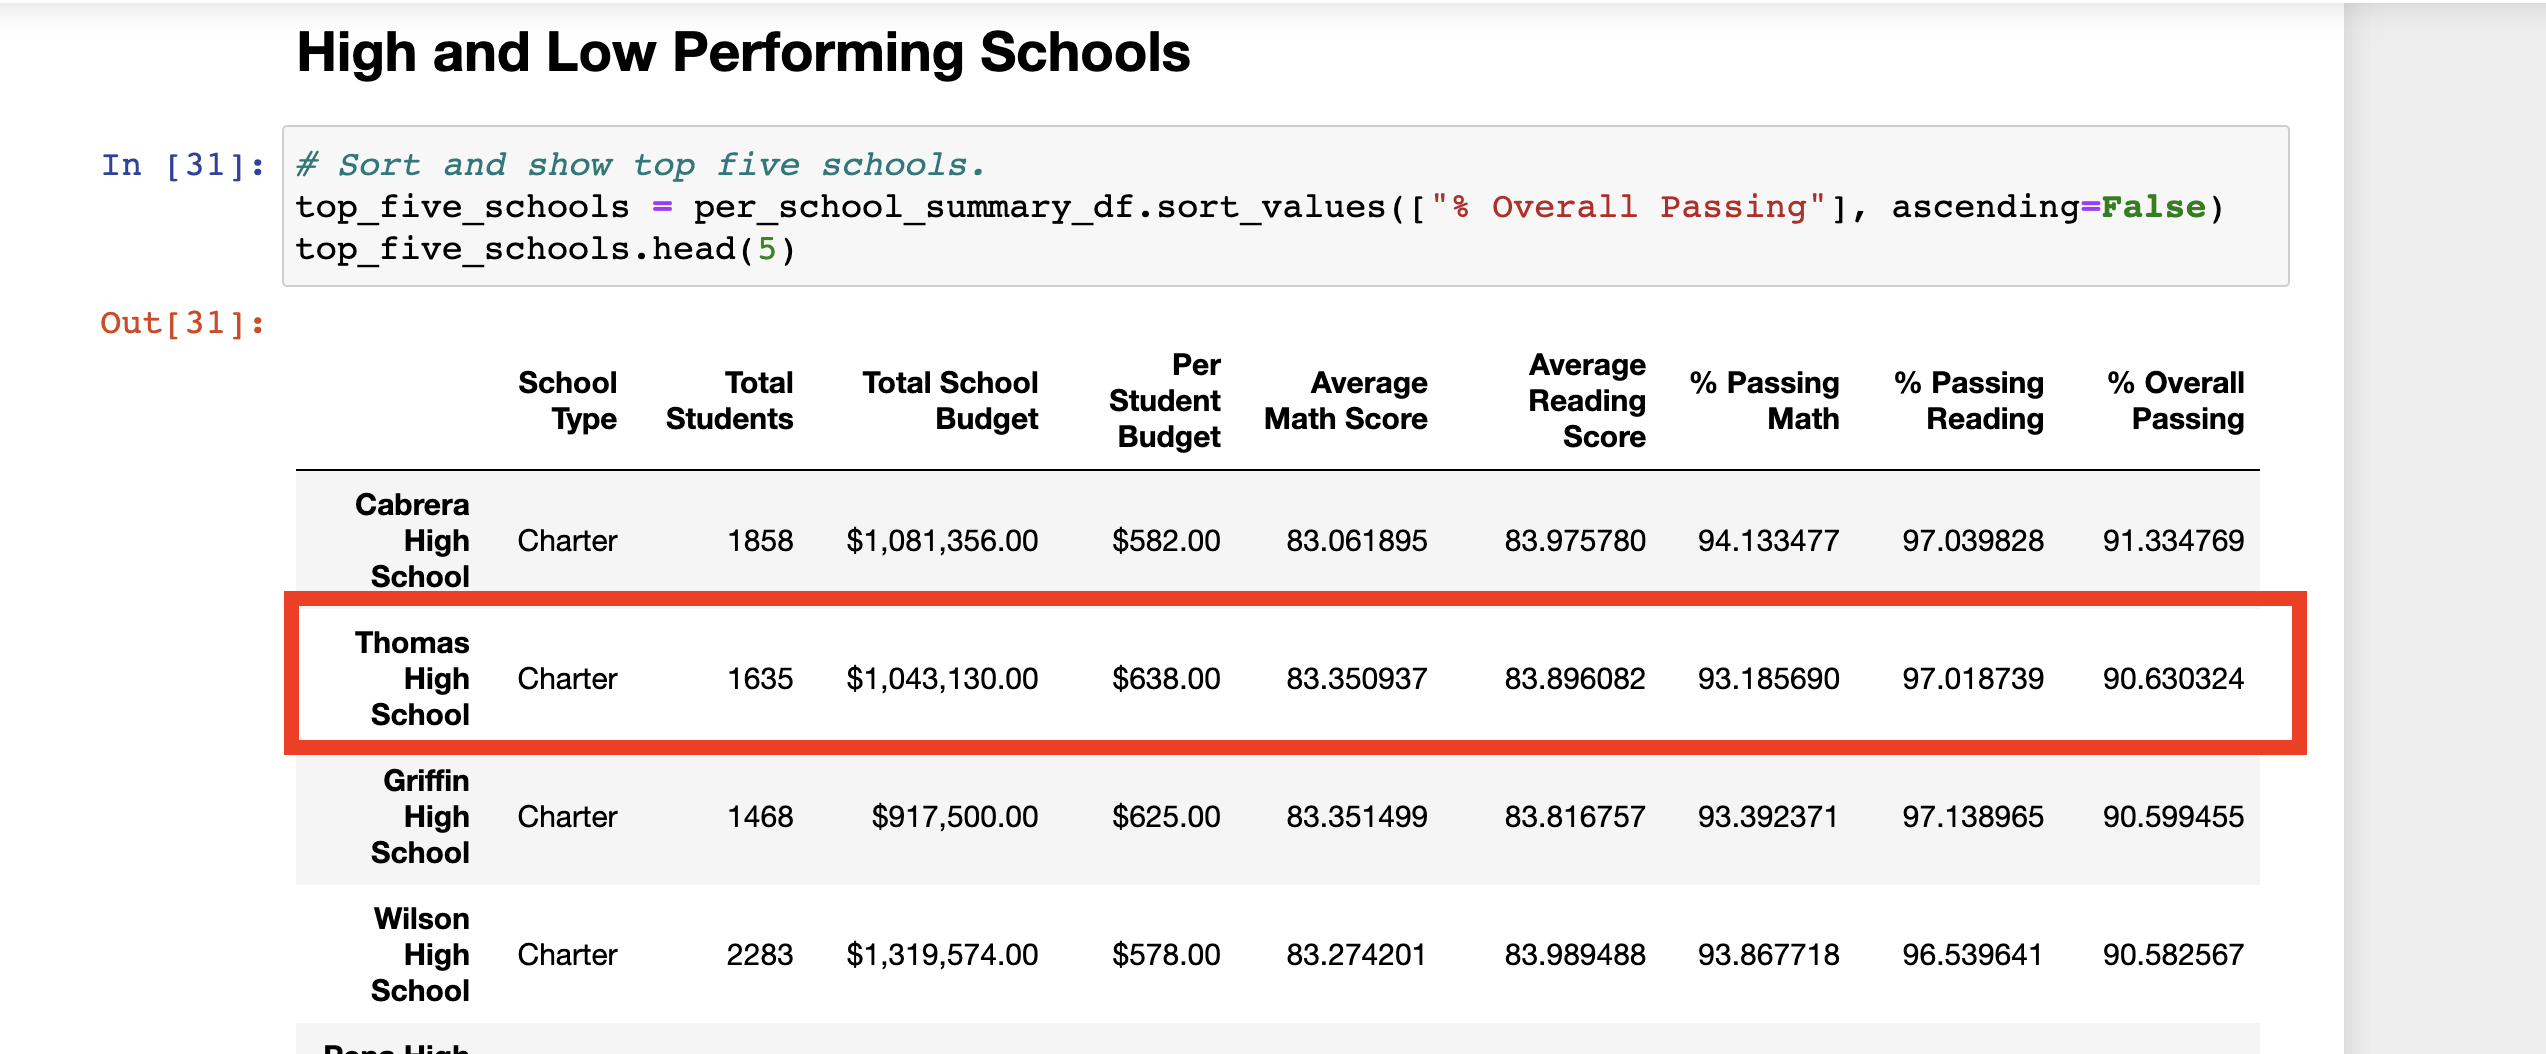 High and Low Performing Schools
In [31]:
# Sort and show top five schools.
top_five_schools = per_school_summary_df.sort_values(["% Overall Passing"], ascending=False)
top_five_schools.head(5)
Out[31]:
School Type Total Students Total School Budget Per Student Budget Average Math Score Average Reading Score % Passing Math % Passing Reading % Overall Passing
Cabrera High School Charter 1858 $1,081,356.00 $582.00 83.061895 83.975780 94.133477 97.039828 91.334769
Thomas High School Charter 1635 $1,043,130.00 $638.00 83.350937 83.896082 93.185690 97.018739 90.630324
Griffin High School Charter 1468 $917,500.00 $625.00 83.351499 83.816757 93.392371 97.138965 90.599455
Wilson High School Charter 2283 $1,319,574.00 $578.00 83.274201 83.989488 93.867718 96.539641 90.582567
High